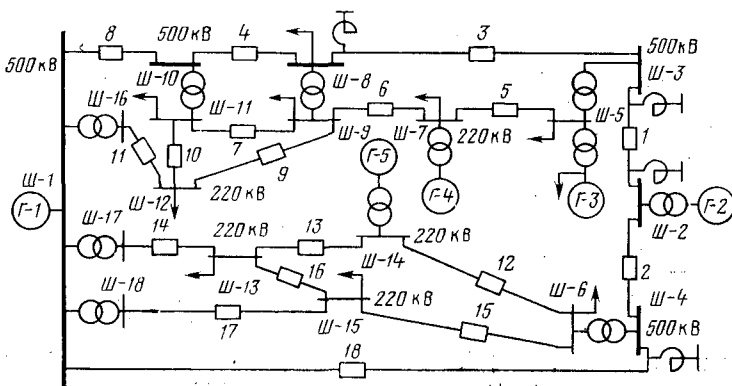 8
500 кВ
4
3
500 кВ
500 кВ
Ш-10
Ш-8
Ш-3
Ш-16
Ш-11
6
5
Ш-5
Ш-9
Ш-7
220 кВ
1
11
10
7
9
Г-5
Г-4
Г-3
Ш-1
Ш-12
220 кВ
Г-1
Ш-17
Г-2
Ш-2
14
220 кВ
13
220 кВ
Ш-14
12
2
Ш-18
Ш-13
16
220 кВ
Ш-6
Ш-4
17
Ш-15
15
500 кВ
18